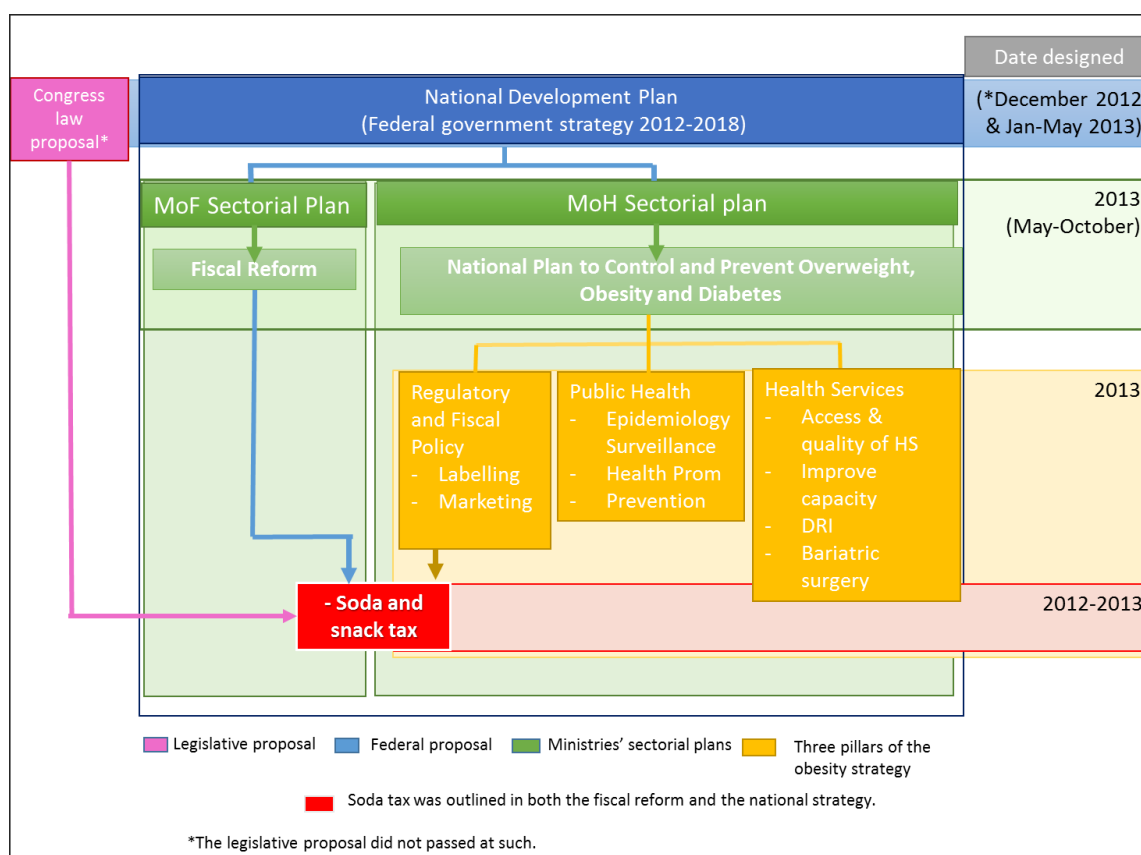 Date designed
Congress
law
proposal*
National Development Plan
(Federal government strategy 2012-2018)
(*December 2012
& Jan-May 2013)
MoF Sectorial Plan
MoH Sectorial plan
2013
(May-October)
Fiscal Reform
National Plan to Control and Prevent Overweight,
Obesity and Diabetes
Regulatory
and Fiscal
Policy
- Labelling
- Marketing
Public Health
- Epidemiology
Surveillance
- Health Prom
- Prevention
Health Services
- Access &
quality of HS
- Improve
capacity
- DRI
- Bariatric
surgery
2013
- Soda and
snack tax
2012-2013
Legislative proposal
Federal proposal
Ministries' sectorial plans
Three pillars of the
obesity strategy
Soda tax was outlined in both the fiscal reform and the national strategy.
*The legislative proposal did not passed at such.